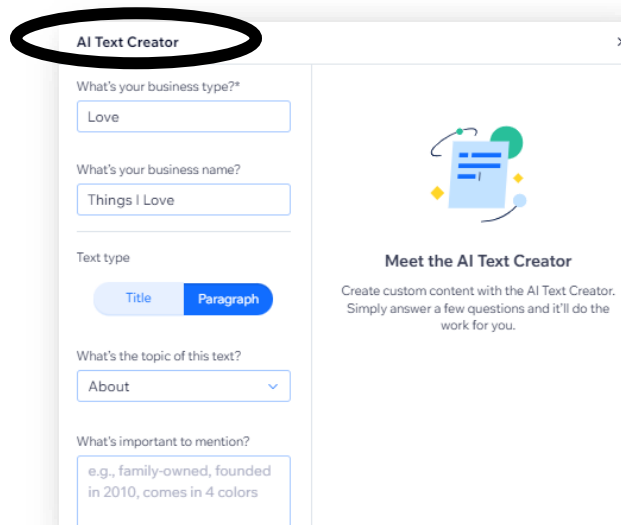 AI Text Creator
What's your business type?*
Love
What's your business name?
Things I Love
Text type
Title
Paragraph
What's the topic of this text?
About
What's important to mention?
e.g., family-owned, founded
in 2010, comes in 4 colors
Meet the AI Text Creator
Create custom content with the AI Text Creator.
Simply answer a few questions and it'll do the
work for you.